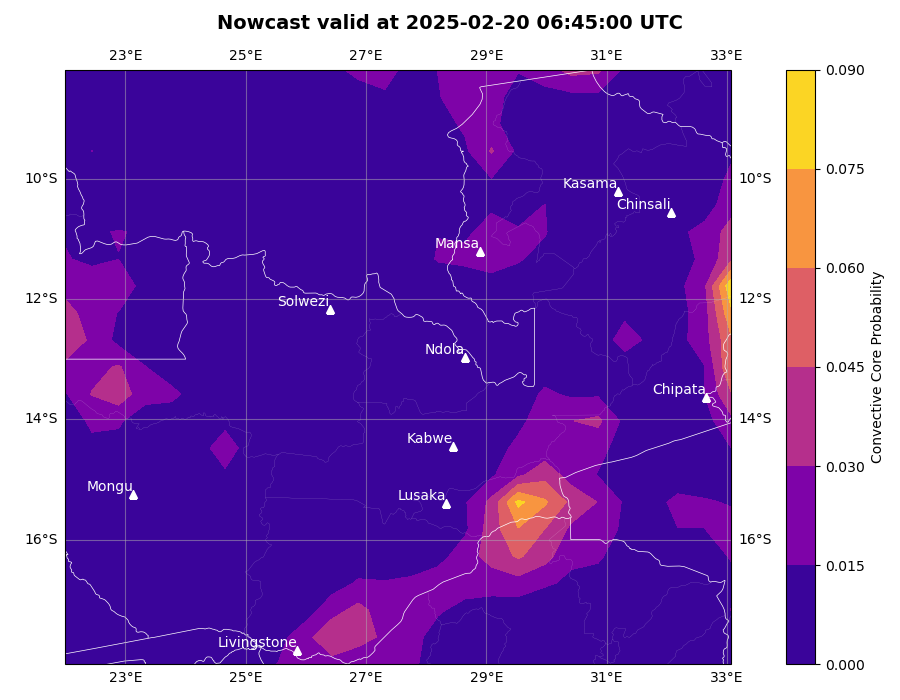 Nowcast valid at 2025-02-20 06:45:00 UTC
23°E 25°E 27°E 29°E 31°E 33°E
0.090
0.075
10°S 10°S
Kasama
Chinsali
Mansa
0.060
12°S 12°S
Solwezi
Convective Core Probability
Ndola
0.045
Chipata
14°S 14°S
Kabwe
0.030
Mongu
Lusaka
16°S 16°S
0.015
Livingstone
0.000
23°E 25°E 27°E 29°E 31°E 33°E